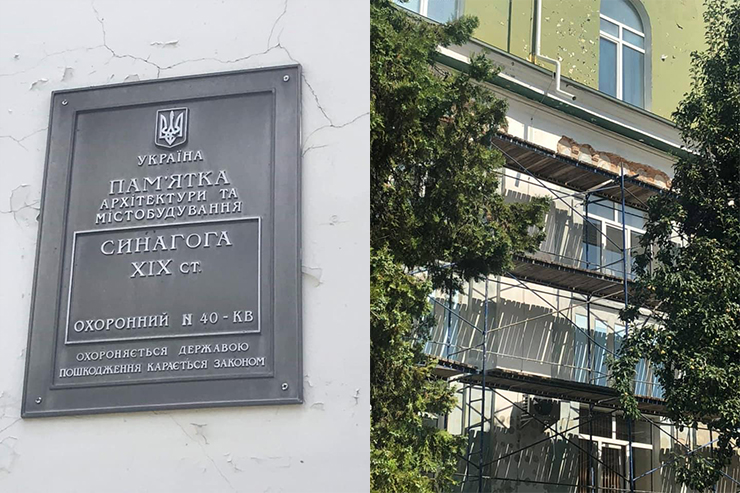 УКРАЇНА
ПАМ'ЯТКА
АРХІТЕКТУРИ ТА
МІСТОБУДУВАННЯ
СИНАГОГА
XIX СТ.
ОХОРОННИЙ N 40-КВ
ОХОРОНЯЄТЬСЯ ДЕРЖАВОЮ
ПОШКОДЖЕННЯ КАРАЄТЬСЯ ЗАКОНОМ